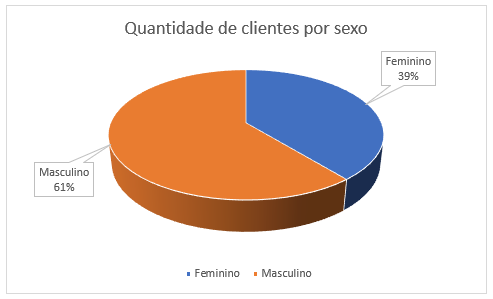 Quantidade de clientes por sexo
Feminino
39%
Masculino
61%
Feminino Masculino